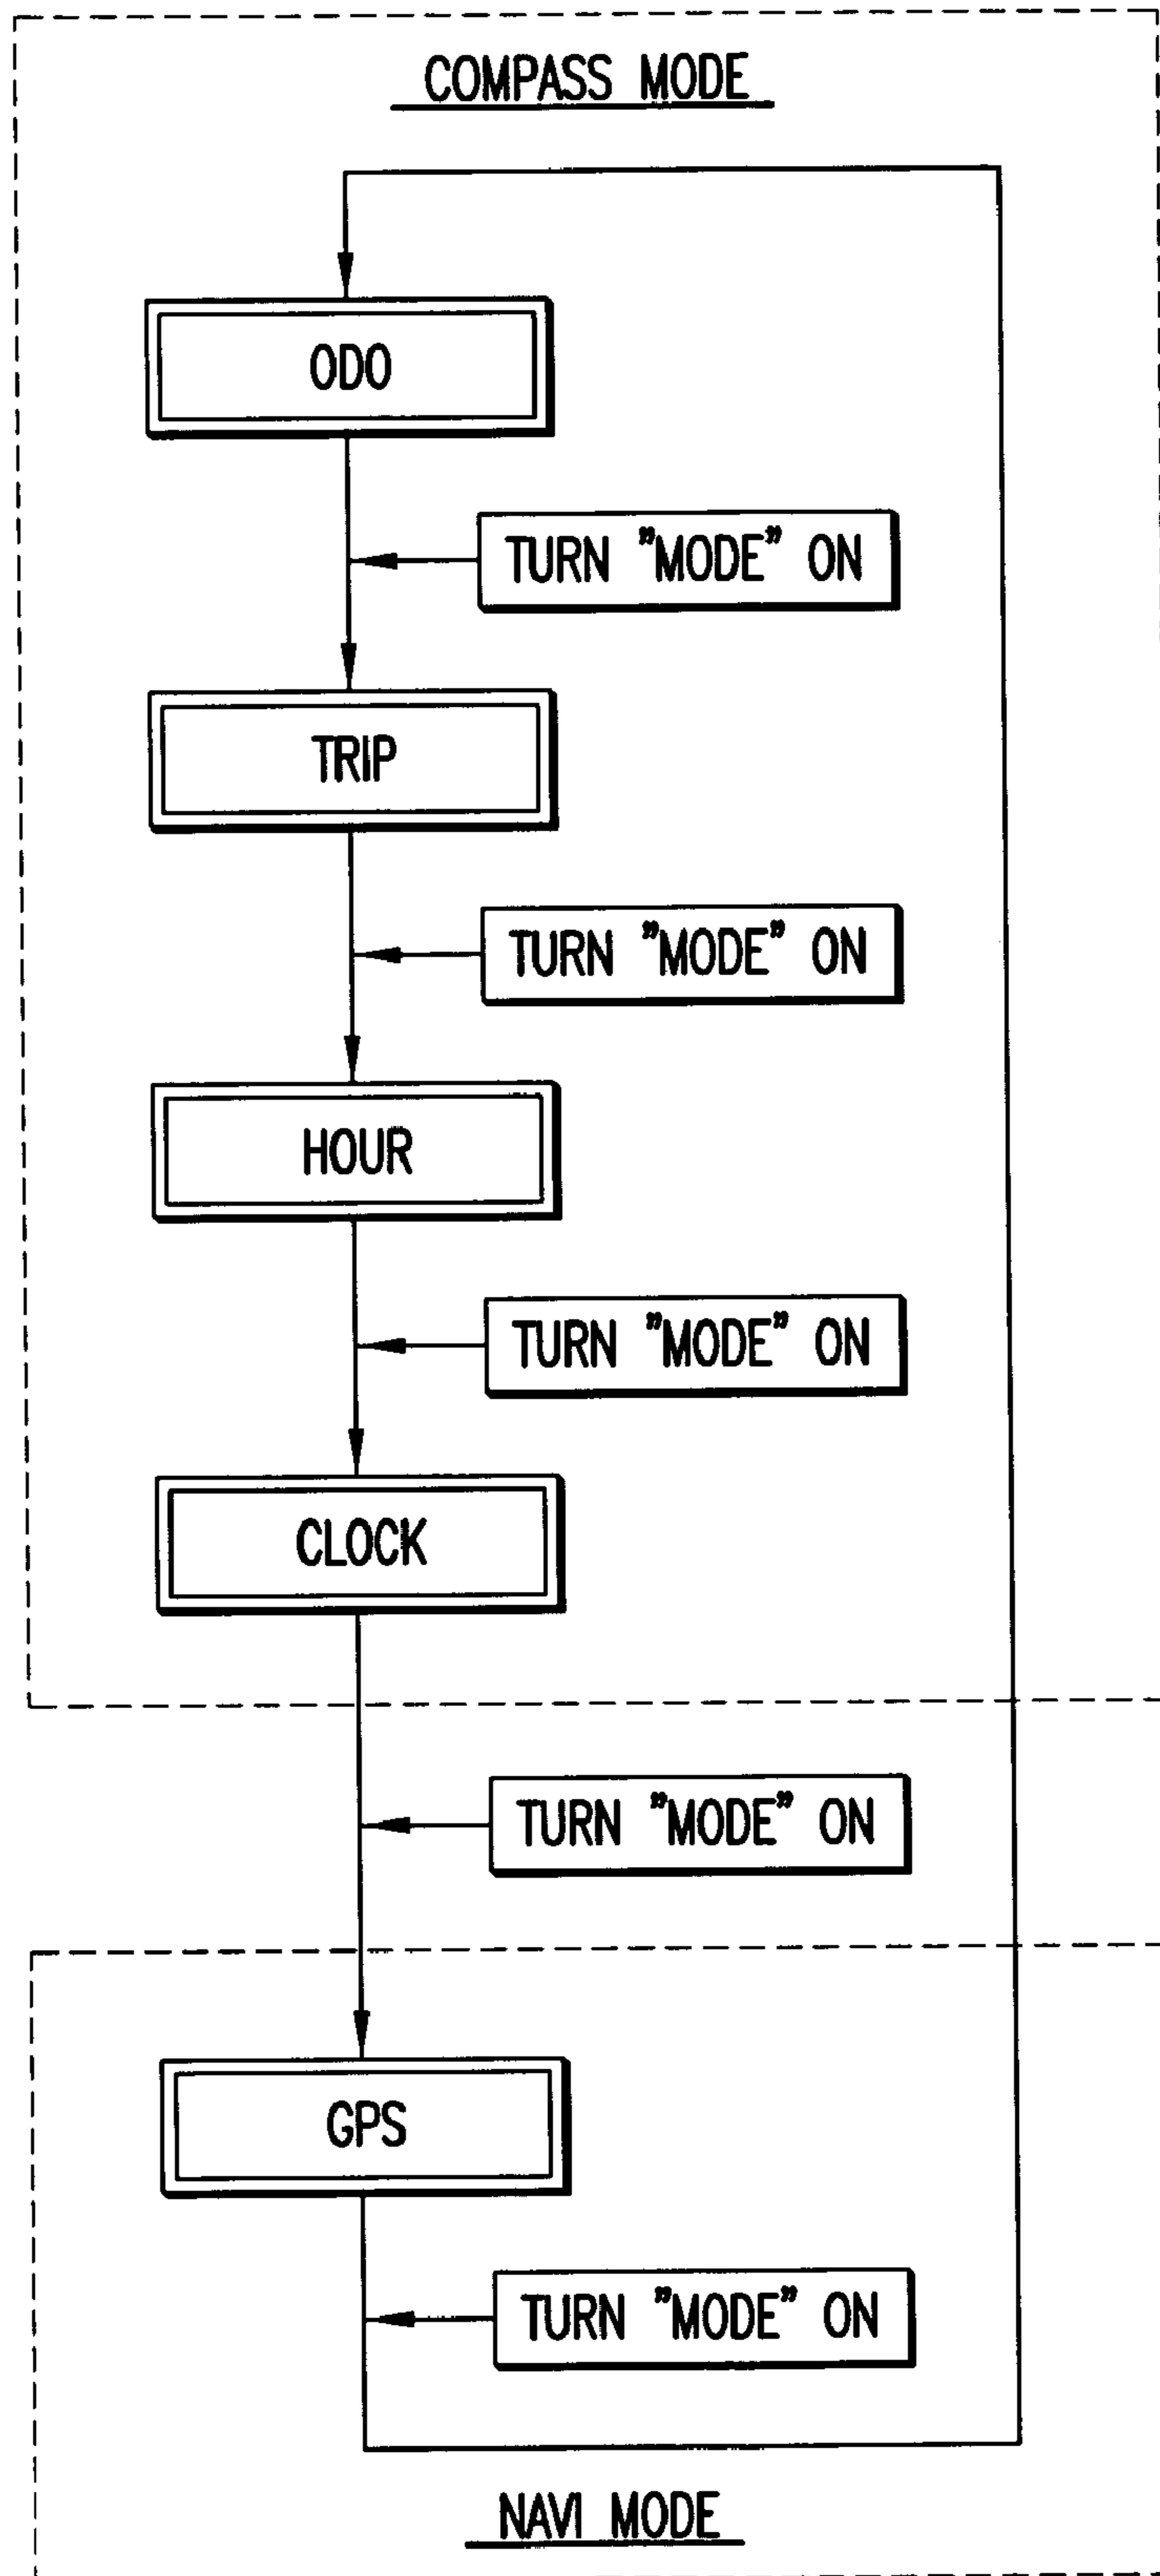 COMPASS MODE
ODO
TURN "MODE" ON
TRIP
TURN "MODE" ON
HOUR
TURN "MODE" ON
CLOCK
TURN "MODE" ON
GPS
TURN "MODE" ON
NAVI MODE